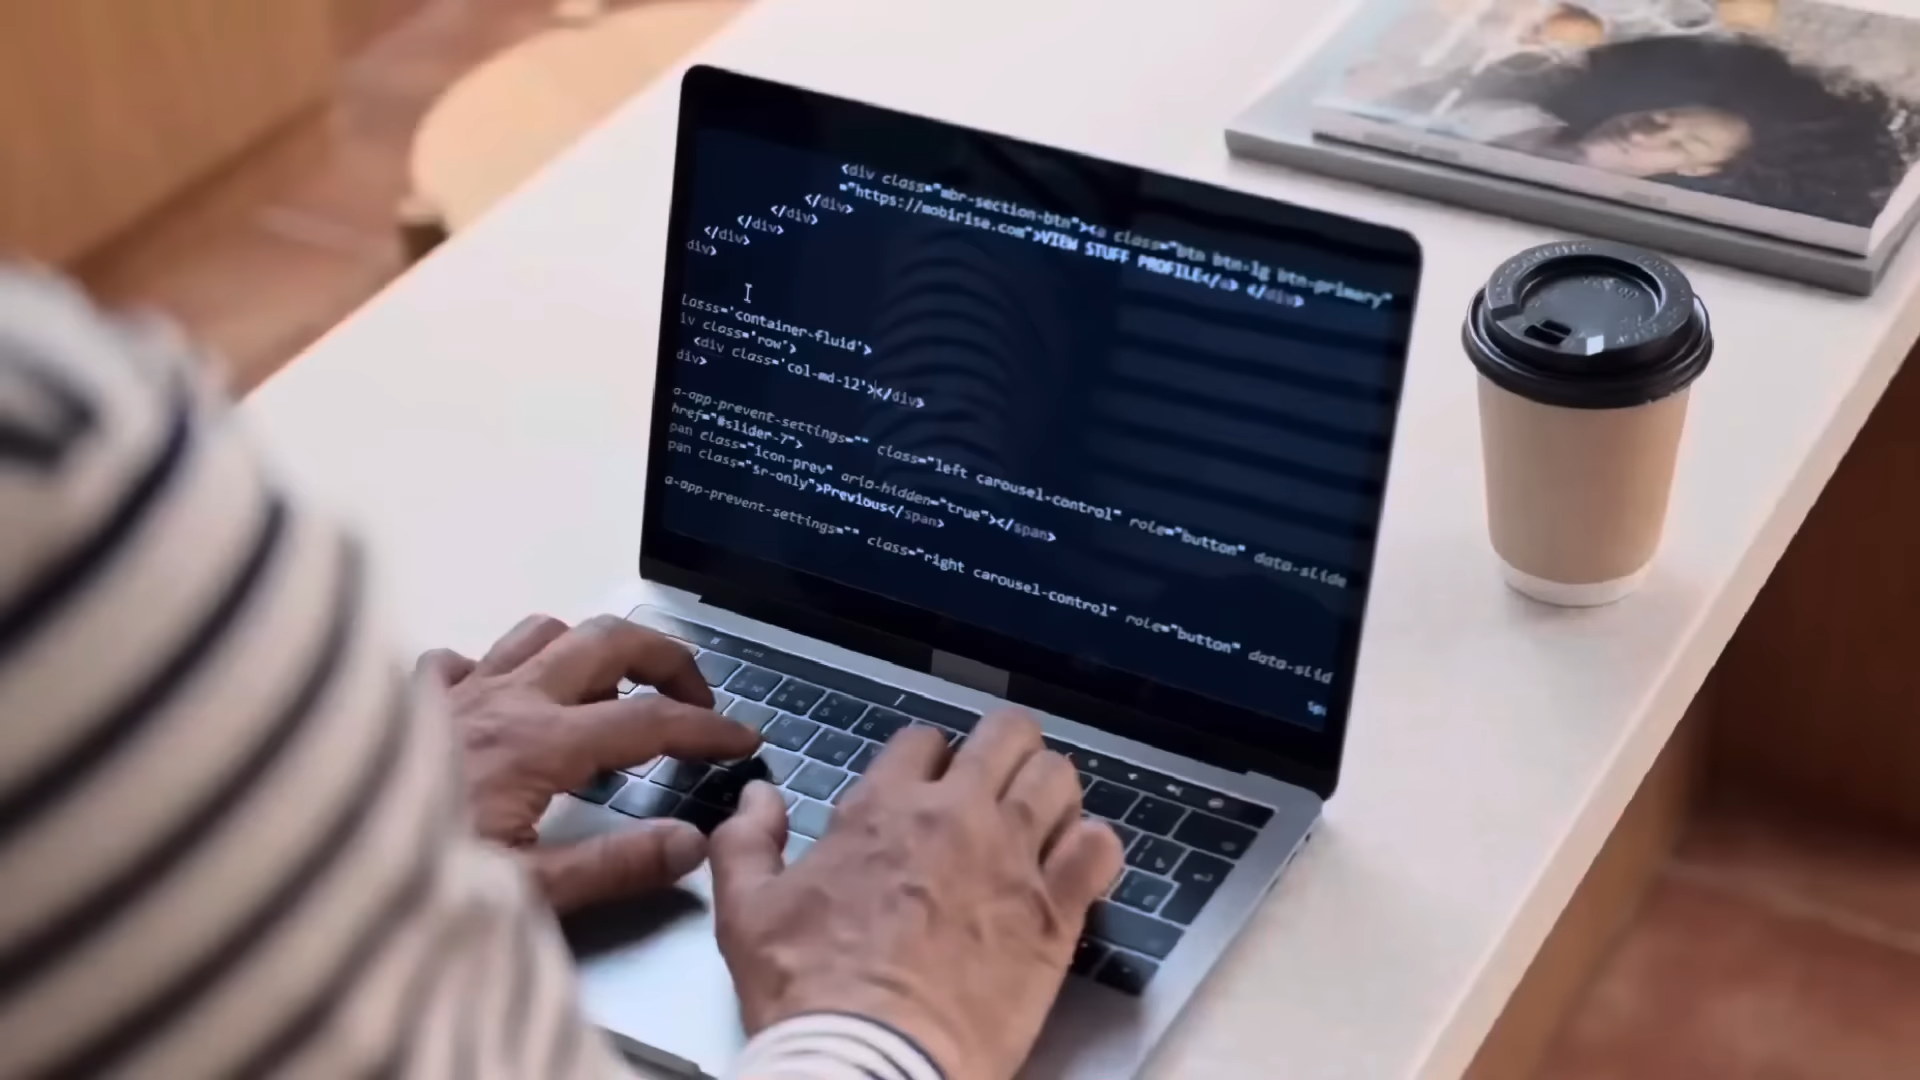 <div class="mbr-section-btn"><a class="btn btn-lg btn-primary"
="https://mobirise.com">VIEW STUFF PROFILE</a> </div>
</div>
</div>
</div>
</div>
div>
lasss='container-fluid'>
iv class='row'>
<div class='col-md-12'></div>
div>
a-app-prevent-settings="" class="left carousel-control" role="button" data-slide
href="#slider-7">
pan class="icon-prev" aria-hidden="true"></span>
pan class="sr-only">Previous</span>
a-app-prevent-settings="" class="right carousel-control" role="button" data-slid